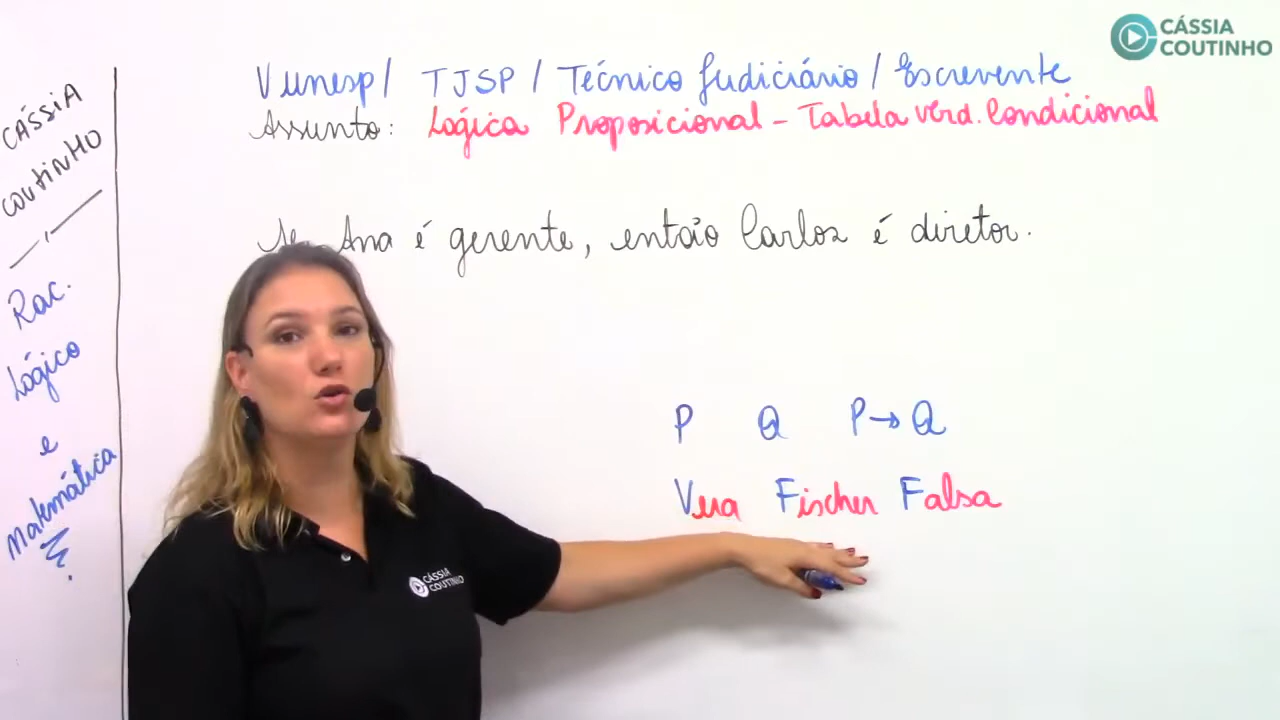 CÁSSIA
COUTINHO
Vunesp / TJSP / Técnico Judiciário / Escrevente
Assunto: Lógica Proposicional - Tabela Verd. Condicional
CÁSSIA
COUTINHO
Rac.
Lógico
e
Matemática
Se Ana é gerente, então Carlos é diretor.
P Q P→Q
Vera Fischer Falsa
CÁSSIA
COUTINHO